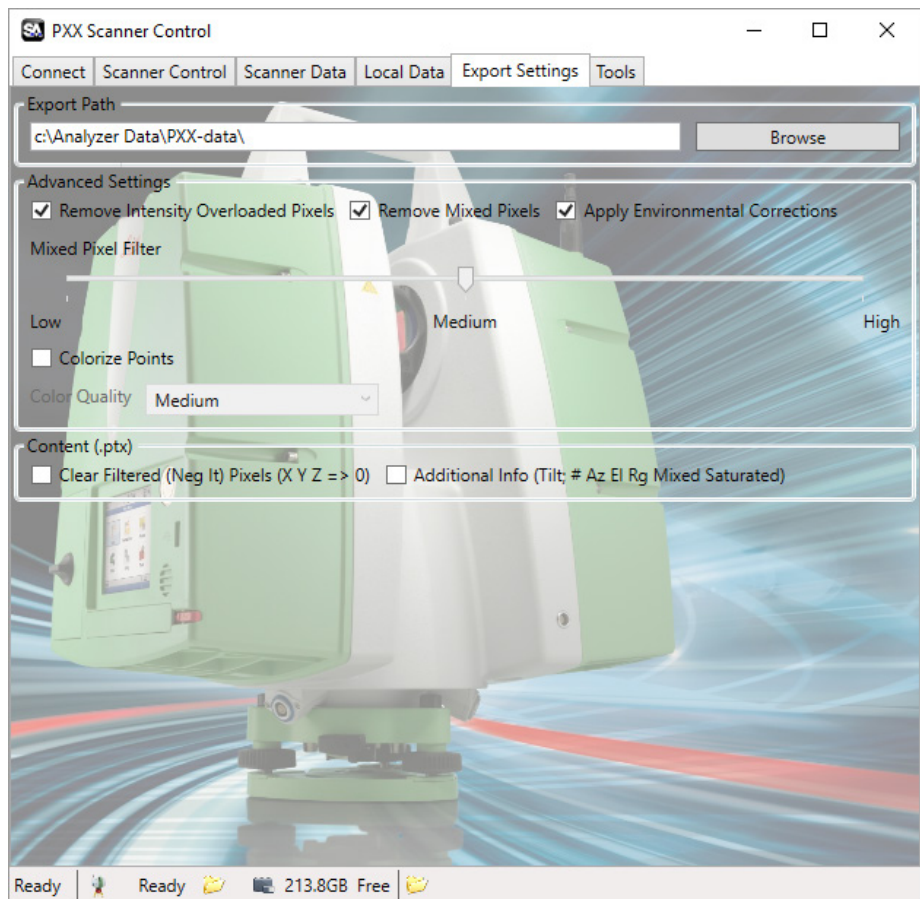 SA PXX Scanner Control
Connect Scanner Control Scanner Data Local Data Export Settings Tools
Export Path
c:\Analyzer Data\PXX-data\ Browse
Advanced Settings
Remove Intensity Overloaded Pixels Remove Mixed Pixels Apply Environmental Corrections
Mixed Pixel Filter
Low Medium High
Colorize Points
Color Quality Medium
Content (.ptx)
Clear Filtered (Neg It) Pixels (X Y Z => 0) Additional Info (Tilt; # Az El Rg Mixed Saturated)
Ready Ready 213.8GB Free